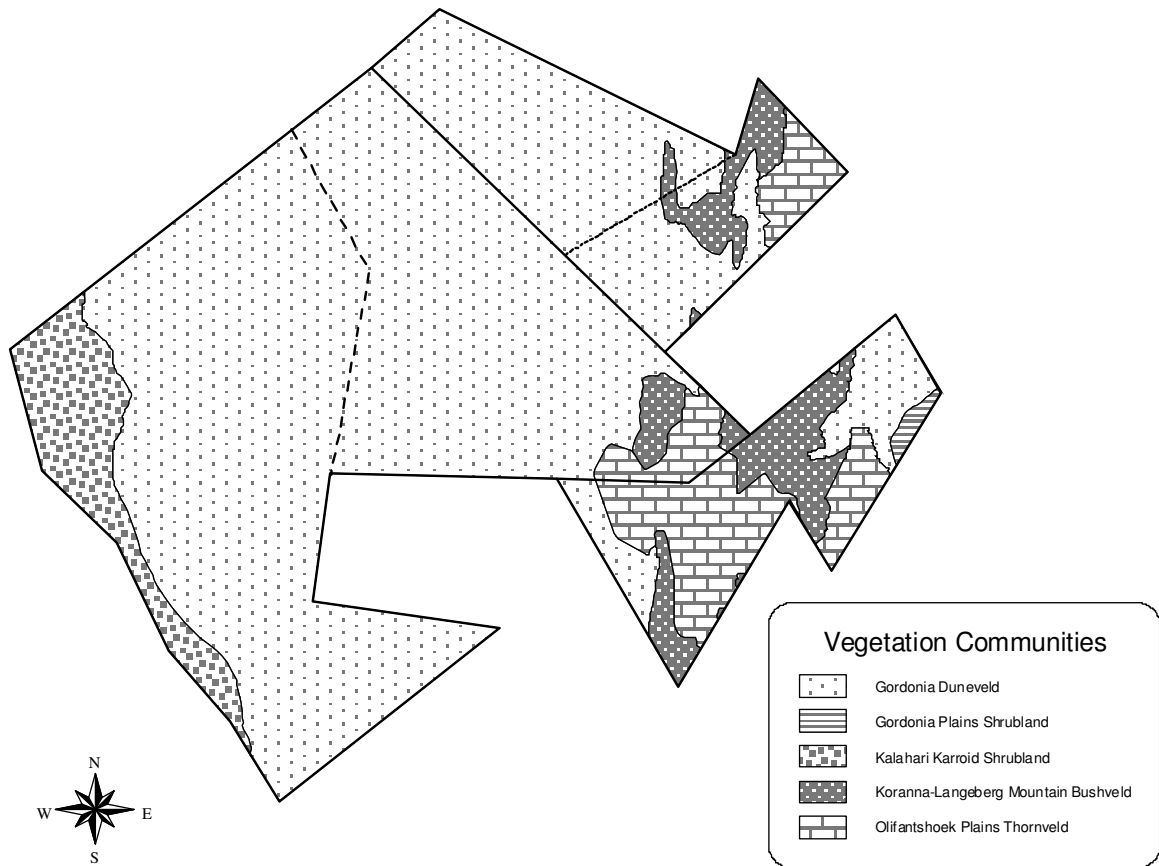 Vegetation Communities
Gordonia Duneveld
Gordonia Plains Shrubland
Kalahari Karroid Shrubland
Koranna-Langeberg Mountain Bushveld
Olifantshoek Plains Thornveld
N
W E
S